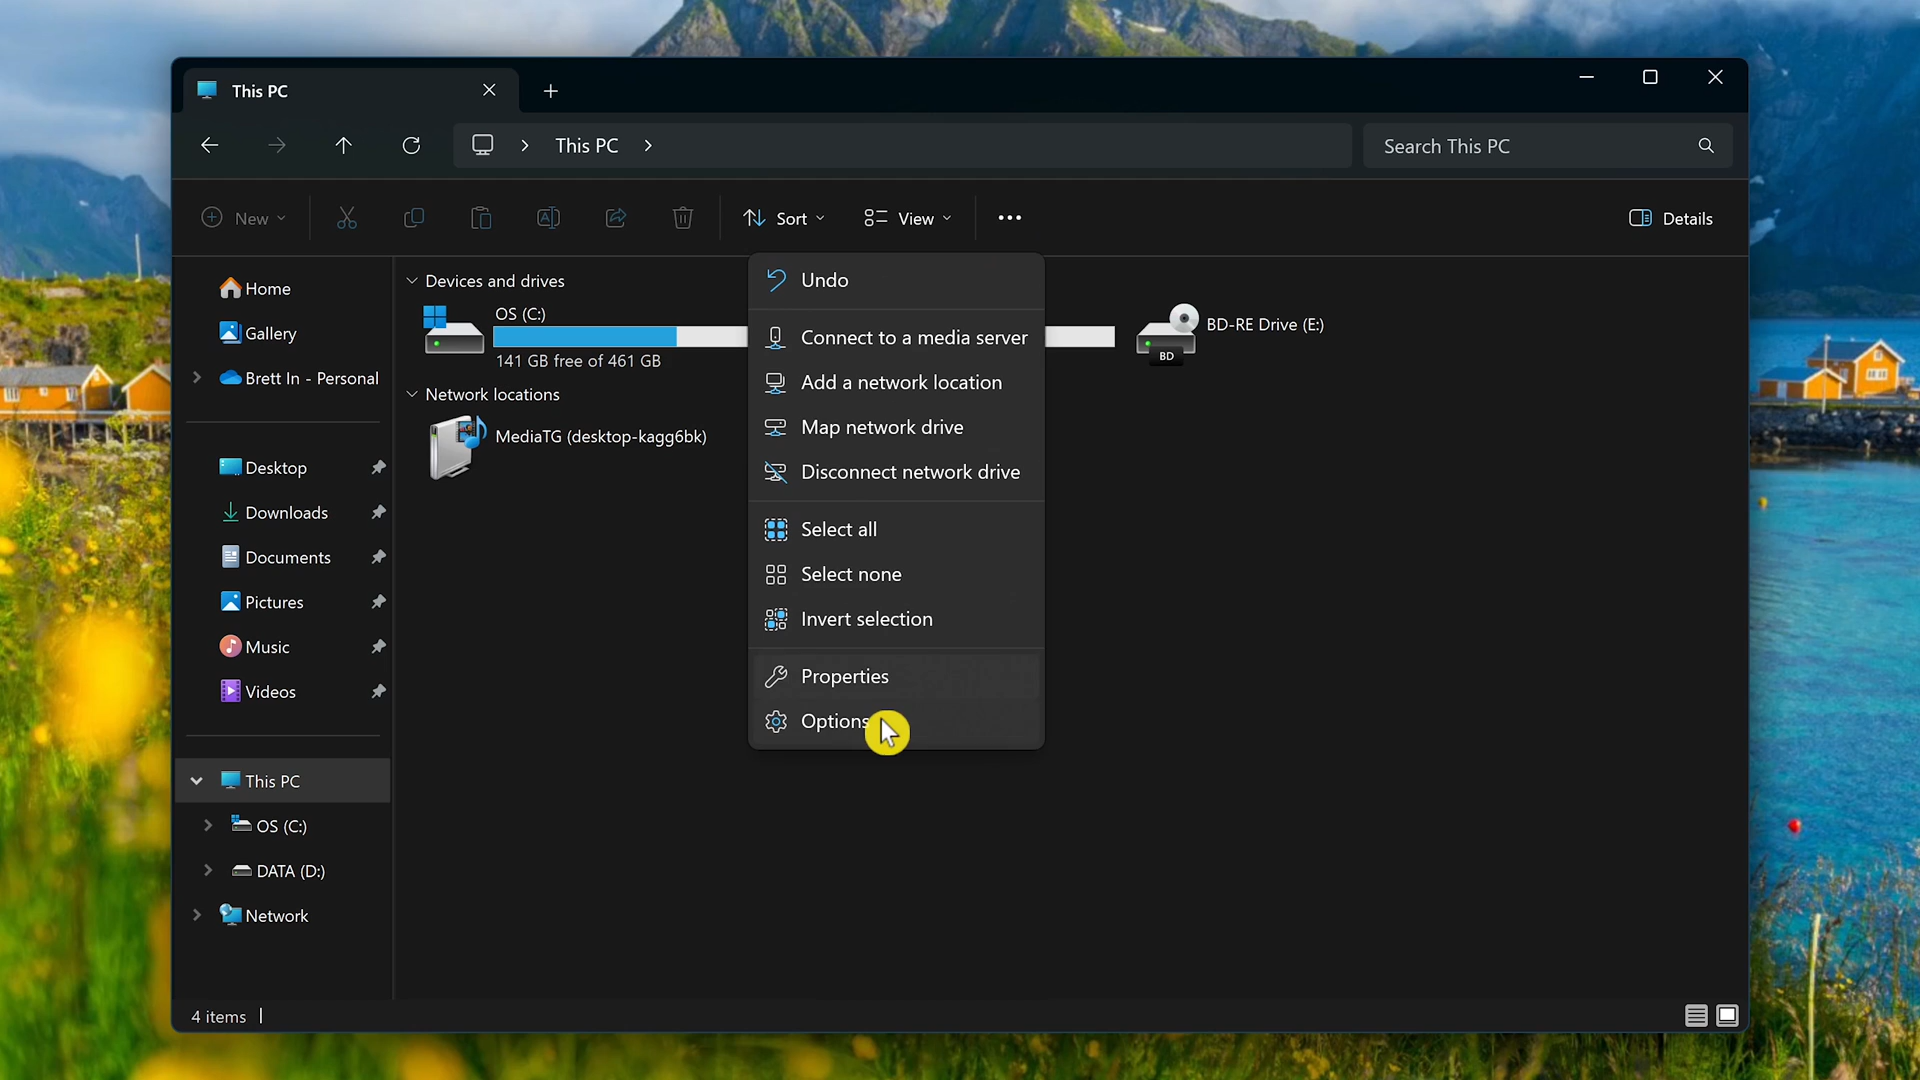 This PC
This PC
Search This PC
New
Sort
View
Details
Home
Gallery
Brett In - Personal
Desktop
Downloads
Documents
Pictures
Music
Videos
This PC
OS (C:)
DATA (D:)
Network
Devices and drives
OS (C:)
141 GB free of 461 GB
BD-RE Drive (E:)
BD
Network locations
MediaTG (desktop-kagg6bk)
Undo
Connect to a media server
Add a network location
Map network drive
Disconnect network drive
Select all
Select none
Invert selection
Properties
Options
4 items